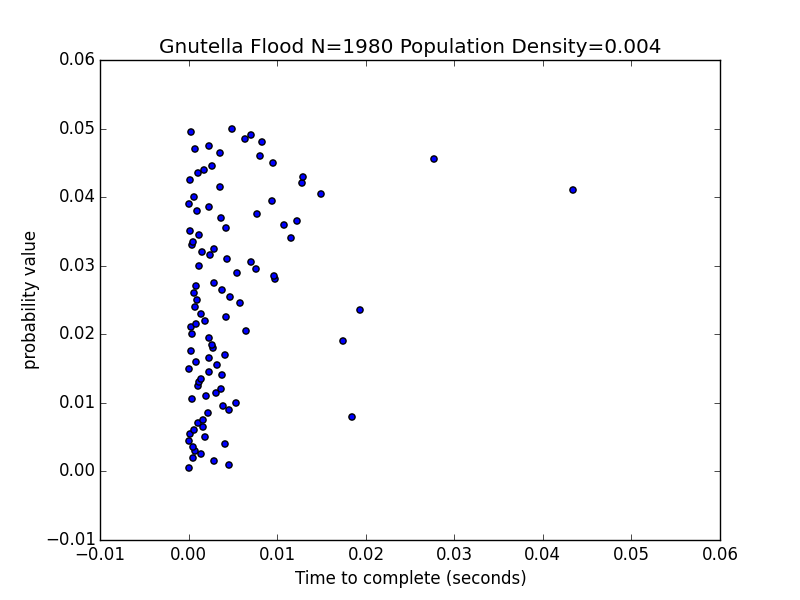 Gnutella Flood N=1980 Population Density=0.004
0.06
0.05
0.04
0.03
0.02
0.01
0.00
−0.01
probability value
−0.01 0.00 0.01 0.02 0.03 0.04 0.05 0.06
Time to complete (seconds)